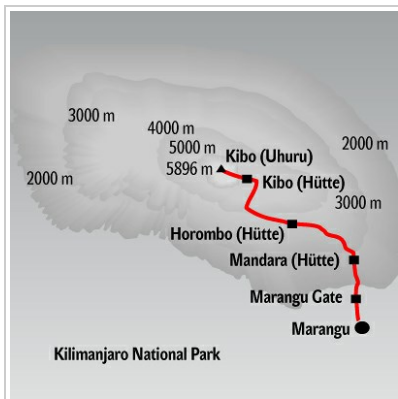 3000 m
4000 m
5000 m
2000 m
5896 m
Kibo (Uhuru)
2000 m
Kibo (Hütte)
3000 m
Horombo (Hütte)
Mandara (Hütte)
Marangu Gate
Marangu
Kilimanjaro National Park